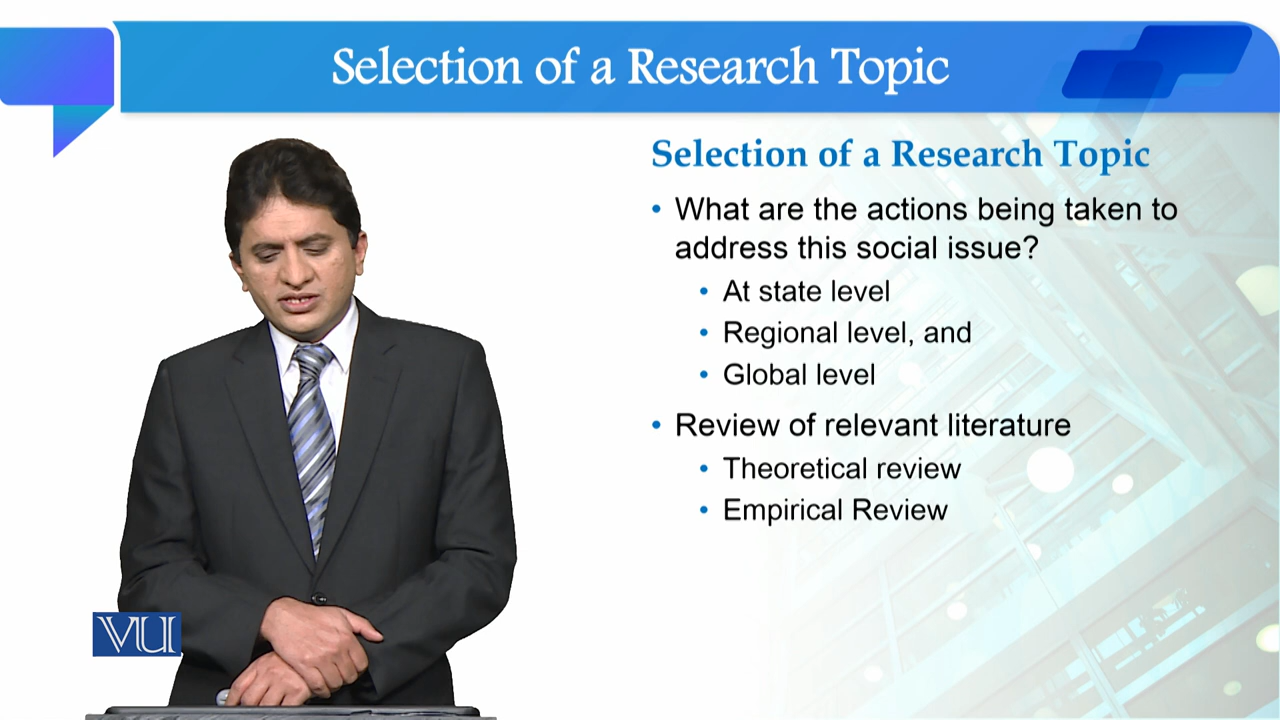 Selection of a Research Topic
Selection of a Research Topic
• What are the actions being taken to
address this social issue?
• At state level
• Regional level, and
• Global level
• Review of relevant literature
• Theoretical review
• Empirical Review
VU